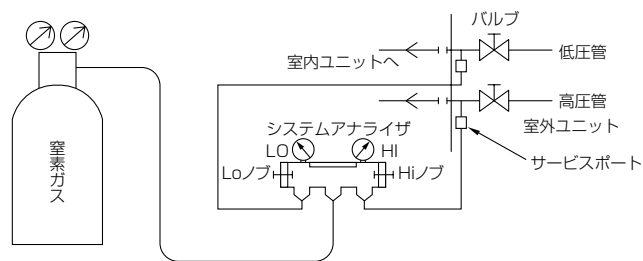 バルブ
室内ユニットへ
低圧管
高圧管
室外ユニット
システムアナライザ
LO
HI
サービスポート
Loノブ
Hiノブ
窒素ガス